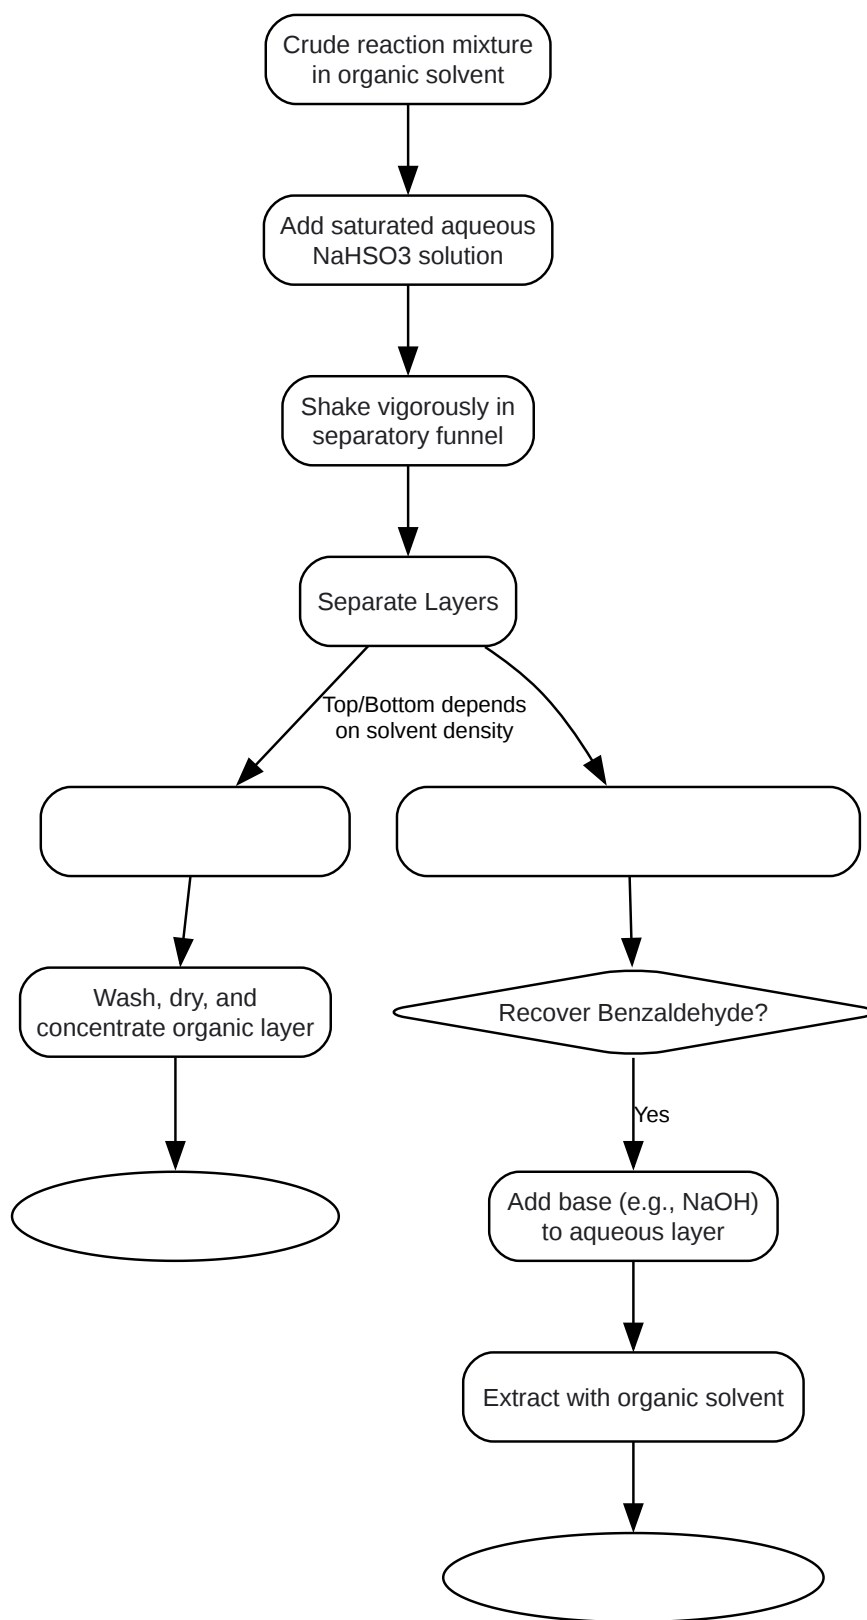 Crude reaction mixture
in organic solvent
Add saturated aqueous
NaHSO3 solution
Shake vigorously in
separatory funnel
Separate Layers
Top/Bottom depends
on solvent density
Wash, dry, and
concentrate organic layer
Recover Benzaldehyde?
Yes
Add base (e.g., NaOH)
to aqueous layer
Extract with organic solvent